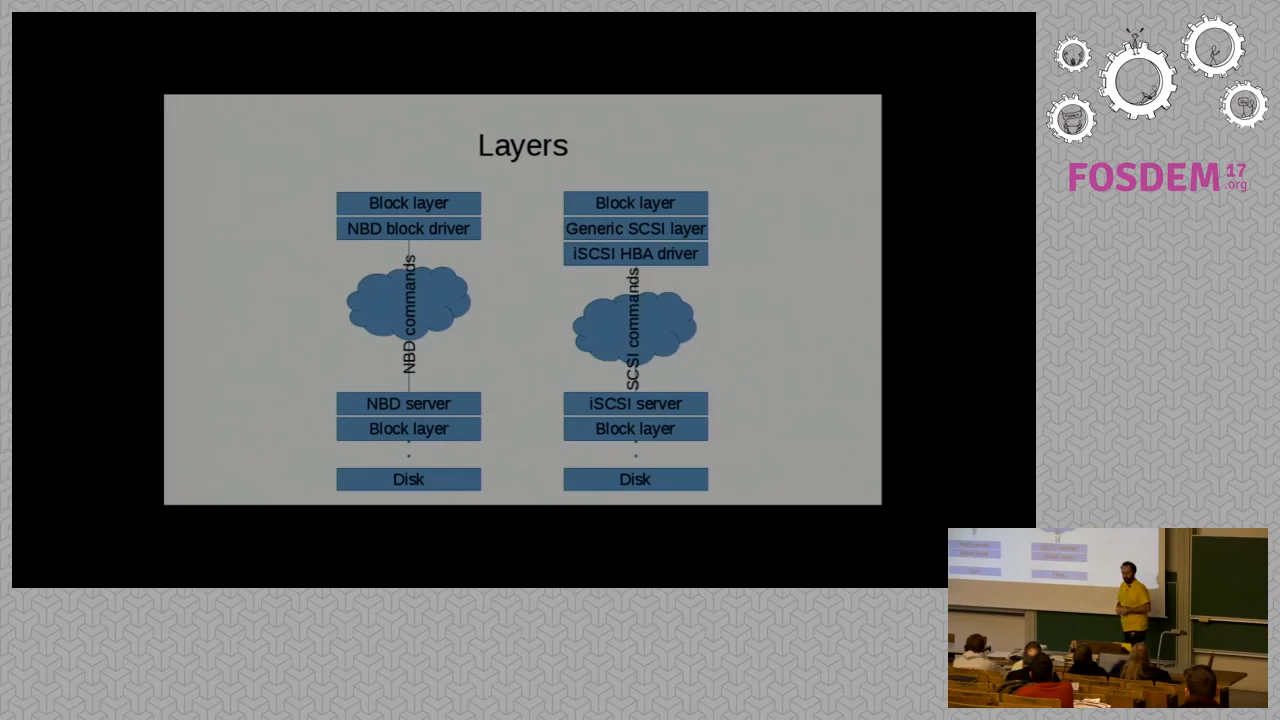 Layers
Block layer
NBD block driver
NBD commands
NBD server
Block layer
Disk
Block layer
Generic SCSI layer
iSCSI HBA driver
SCSI commands
iSCSI server
Block layer
Disk
FOSDEM 17
.org